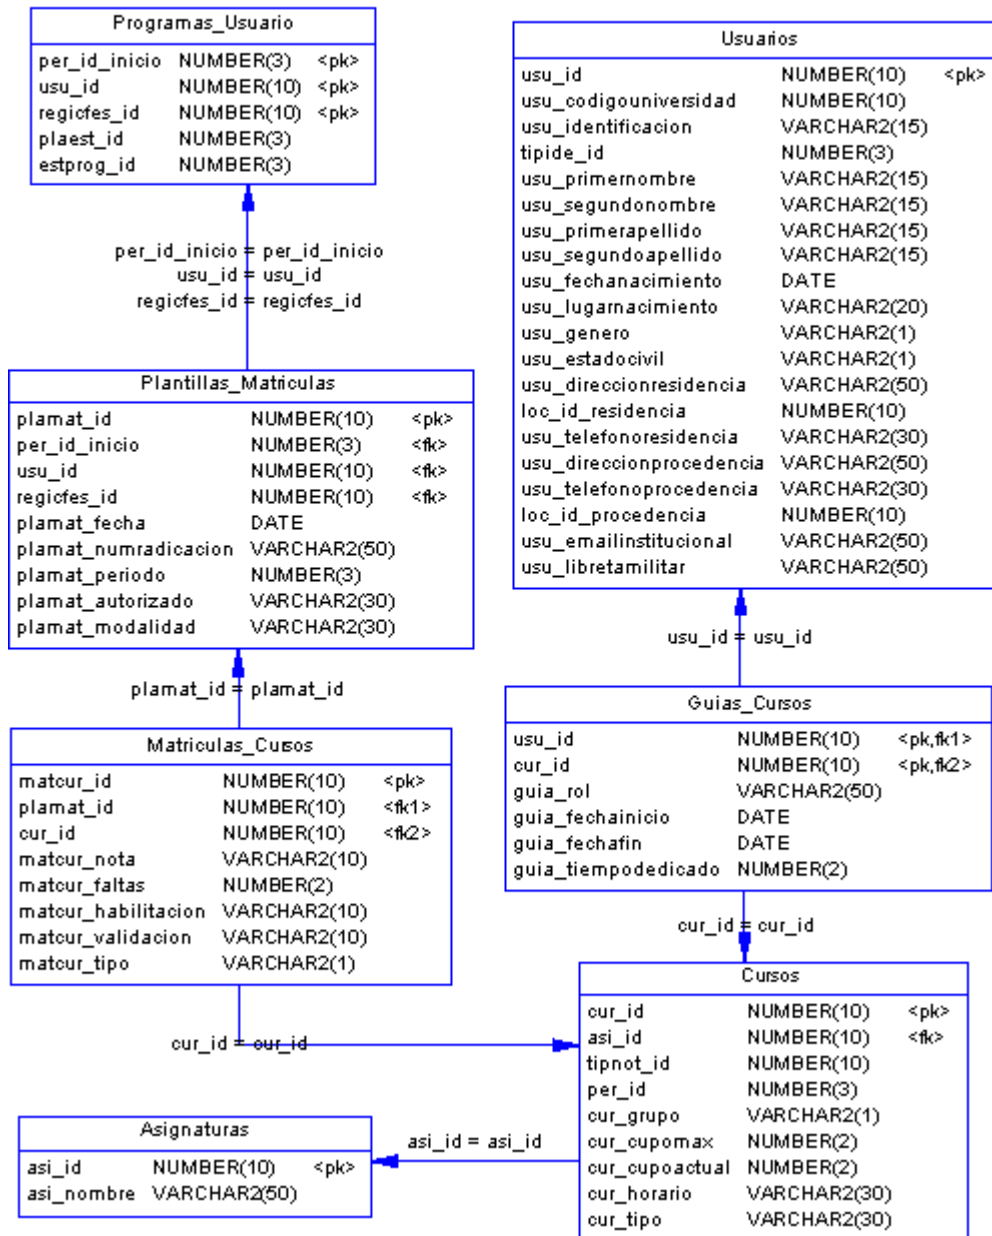 Programas_Usuario
per_id_inicio NUMBER(3) <pk>
usu_id NUMBER(10) <pk>
regicfes_id NUMBER(10) <pk>
plaest_id NUMBER(3)
estprog_id NUMBER(3)
per_id_inicio = per_id_inicio
usu_id = usu_id
regicfes_id = regicfes_id
Plantillas_Matriculas
plamat_id NUMBER(10) <pk>
per_id_inicio NUMBER(3) <fk>
usu_id NUMBER(10) <fk>
regicfes_id NUMBER(10) <fk>
plamat_fecha DATE
plamat_numradicacion VARCHAR2(50)
plamat_periodo NUMBER(3)
plamat_autorizado VARCHAR2(30)
plamat_modalidad VARCHAR2(30)
plamat_id = plamat_id
Matriculas_Cursos
matcur_id NUMBER(10) <pk>
plamat_id NUMBER(10) <fk1>
cur_id NUMBER(10) <fk2>
matcur_nota VARCHAR2(10)
matcur_faltas NUMBER(2)
matcur_habilitacion VARCHAR2(10)
matcur_validacion VARCHAR2(10)
matcur_tipo VARCHAR2(1)
cur_id = cur_id
Usuarios
usu_id NUMBER(10) <pk>
usu_codigouniversidad NUMBER(10)
usu_identificacion VARCHAR2(15)
tipide_id NUMBER(3)
usu_primernombre VARCHAR2(15)
usu_segundonombre VARCHAR2(15)
usu_primerapellido VARCHAR2(15)
usu_segundoapellido VARCHAR2(15)
usu_fechanacimiento DATE
usu_lugarnacimiento VARCHAR2(20)
usu_genero VARCHAR2(1)
usu_estadocivil VARCHAR2(1)
usu_direccionresidencia VARCHAR2(50)
loc_id_residencia NUMBER(10)
usu_telefonoresidencia VARCHAR2(30)
usu_direccionprocedencia VARCHAR2(50)
usu_telefonoprocedencia VARCHAR2(30)
loc_id_procedencia NUMBER(10)
usu_emailinstitucional VARCHAR2(50)
usu_libretamilitar VARCHAR2(50)
usu_id = usu_id
Guias_Cursos
usu_id NUMBER(10) <pk,fk1>
cur_id NUMBER(10) <pk,fk2>
guia_rol VARCHAR2(50)
guia_fechainicio DATE
guia_fechafin DATE
guia_tiempodedicado NUMBER(2)
cur_id = cur_id
Cursos
cur_id NUMBER(10) <pk>
asi_id NUMBER(10) <fk>
tipnot_id NUMBER(10)
per_id NUMBER(3)
cur_grupo VARCHAR2(1)
cur_cupomax NUMBER(2)
cur_cupoactual NUMBER(2)
cur_horario VARCHAR2(30)
cur_tipo VARCHAR2(30)
asi_id = asi_id
Asignaturas
asi_id NUMBER(10) <pk>
asi_nombre VARCHAR2(50)